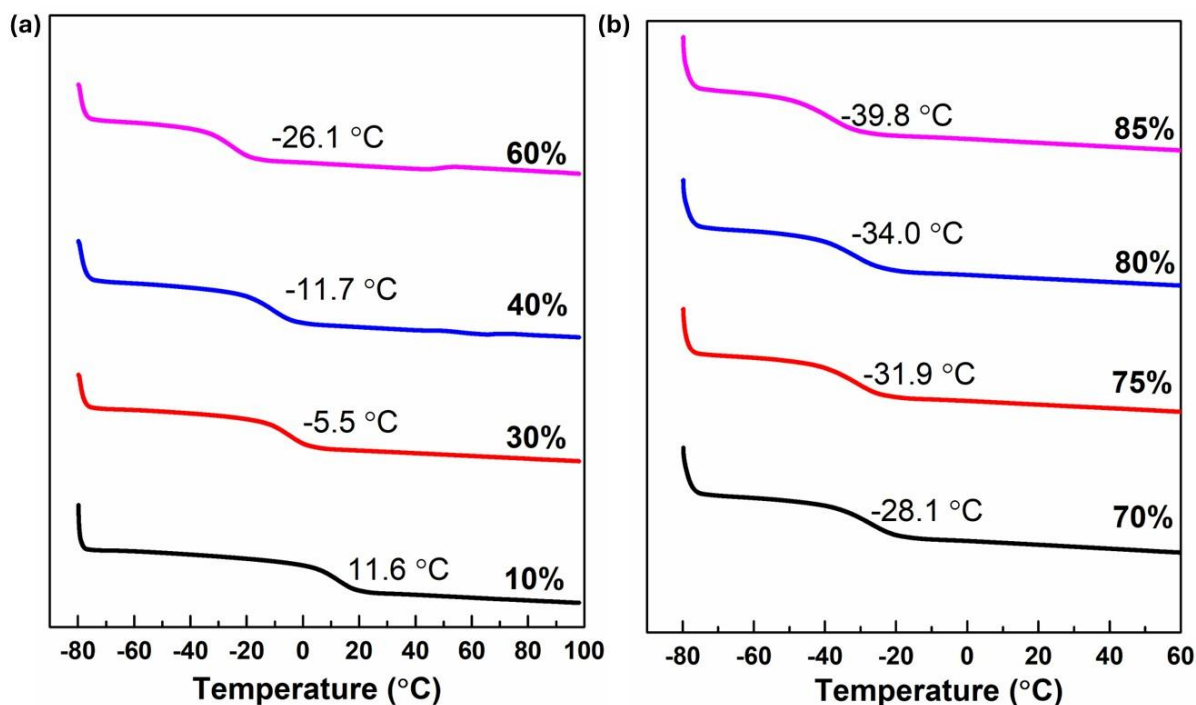 (a)
-26.1 °C
60%
-11.7 °C
40%
-5.5 °C
30%
11.6 °C
10%
-80 -60 -40 -20 0 20 40 60 80 100
Temperature (°C)
(b)
-39.8 °C
85%
-34.0 °C
80%
-31.9 °C
75%
-28.1 °C
70%
-80 -60 -40 -20 0 20 40 60
Temperature (°C)